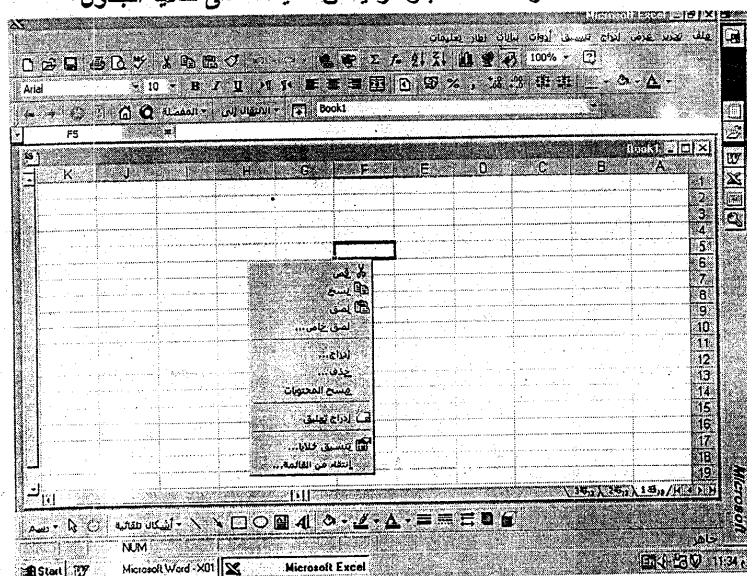 Microsoft Excel
ملف تحرير عرض إدراج تنسيق أدوات بيانات إطار تعليمات
100%
Arial 10 B I U % ,
المفضلة الانتقال إلى Book1
F5 =
Book1
K J I H G F E D C B A
1
2
3
4
5
6
7
8
9
10
11
12
13
14
15
16
17
18
19
قص
نسخ
لصق
لصق خاص...
إدراج...
حذف...
مسح المحتويات
إدراج تعليق
تنسيق خلايا...
إنتقاء من القائمة...
رسم أشكال تلقائية
NUM
جاهز
Start Microsoft Word - X01 Microsoft Excel 11:34
Microsoft